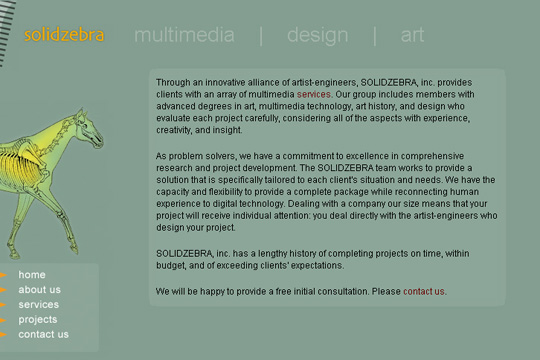 solidzebra
multimedia | design | art
Through an innovative alliance of artist-engineers, SOLIDZEBRA, inc. provides
clients with an array of multimedia services. Our group includes members with
advanced degrees in art, multimedia technology, art history, and design who
evaluate each project carefully, considering all of the aspects with experience,
creativity, and insight.
As problem solvers, we have a commitment to excellence in comprehensive
research and project development. The SOLIDZEBRA team works to provide a
solution that is specifically tailored to each client's situation and needs. We have the
capacity and flexibility to provide a complete package while reconnecting human
experience to digital technology. Dealing with a company our size means that your
project will receive individual attention: you deal directly with the artist-engineers who
design your project.
SOLIDZEBRA, inc. has a lengthy history of completing projects on time, within
budget, and of exceeding clients' expectations.
We will be happy to provide a free initial consultation. Please contact us.
home
about us
services
projects
contact us